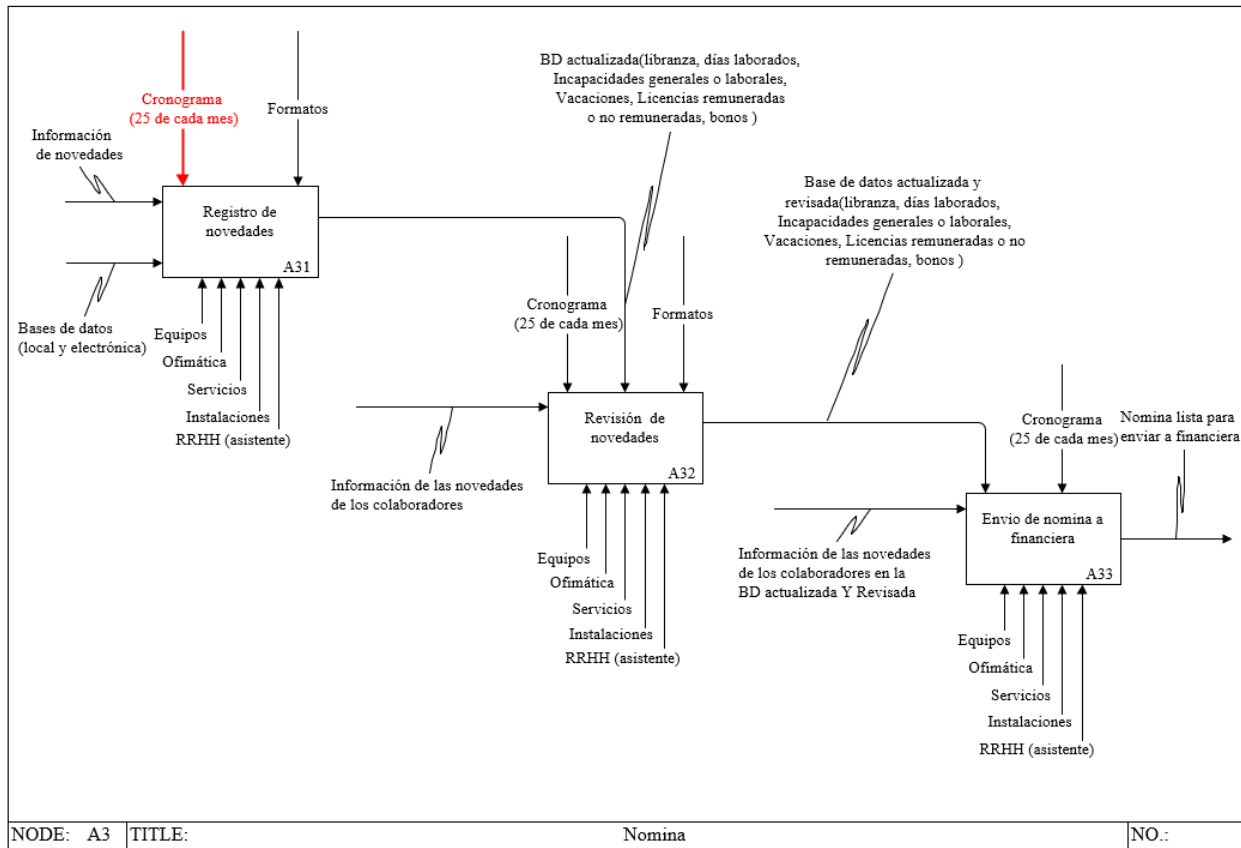 Cronograma
(25 de cada mes)
Formatos
Información
de novedades
Registro de
novedades
A31
Bases de datos
(local y electrónica)
Equipos
Ofimática
Servicios
Instalaciones
RRHH (asistente)
BD actualizada(libranza, días laborados,
Incapacidades generales o laborales,
Vacaciones, Licencias remuneradas
o no remuneradas, bonos )
Cronograma
(25 de cada mes)
Formatos
Revisión de
novedades
A32
Información de las novedades
de los colaboradores
Equipos
Ofimática
Servicios
Instalaciones
RRHH (asistente)
Base de datos actualizada y
revisada(libranza, días laborados,
Incapacidades generales o laborales,
Vacaciones, Licencias remuneradas o no
remuneradas, bonos )
Cronograma
(25 de cada mes)
Nomina lista para
enviar a financiera
Envio de nomina a
financiera
A33
Información de las novedades
de los colaboradores en la
BD actualizada Y Revisada
Equipos
Ofimática
Servicios
Instalaciones
RRHH (asistente)
NODE: A3 TITLE: Nomina NO.: